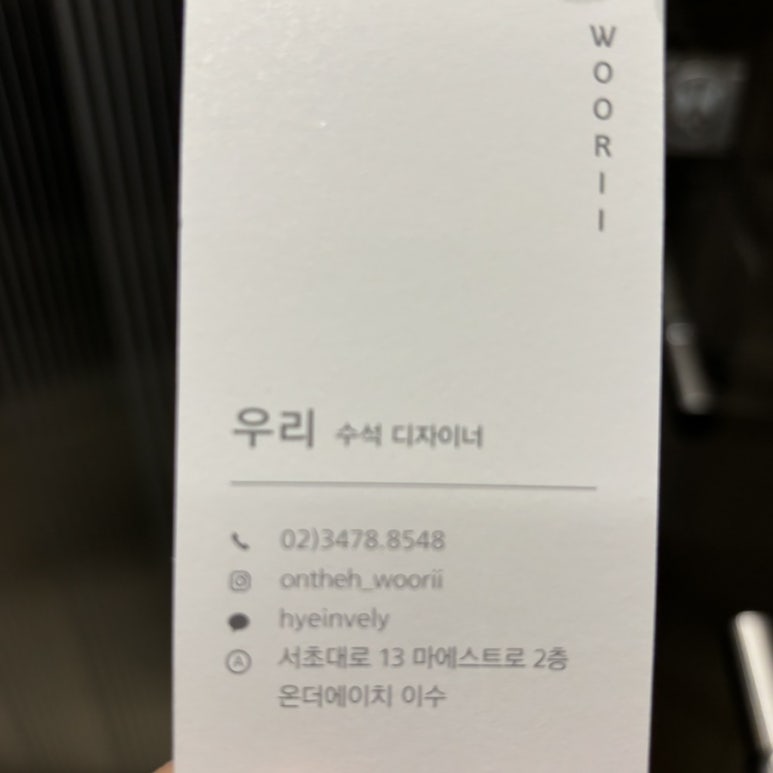 WOORII
우리 수석 디자이너
02)3478.8548
ontheh_woorii
hyeinvely
서초대로 13 마에스트로 2층
온더에이치 이수